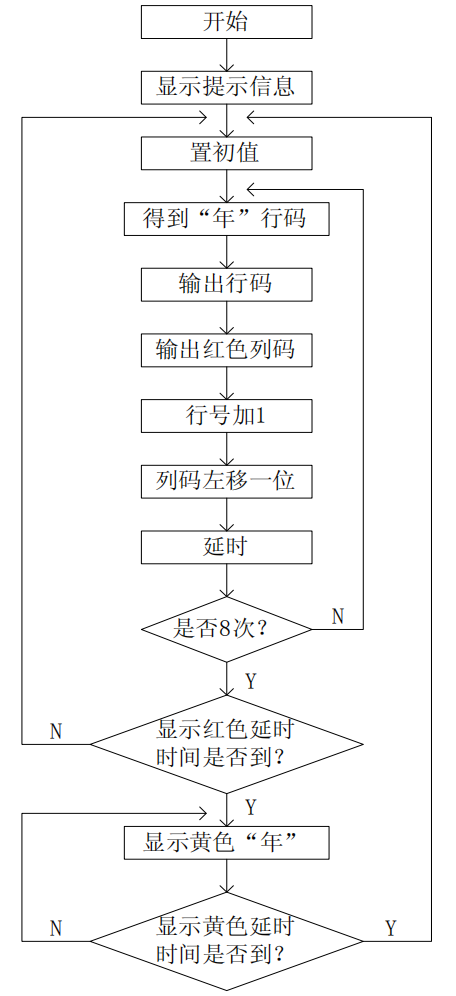 开始
显示提示信息
置初值
得到“年”行码
输出行码
输出红色列码
行号加1
列码左移一位
延时
是否8次?
N
Y
显示红色延时
时间是否到?
N
Y
显示黄色“年”
显示黄色延时
时间是否到?
N
Y